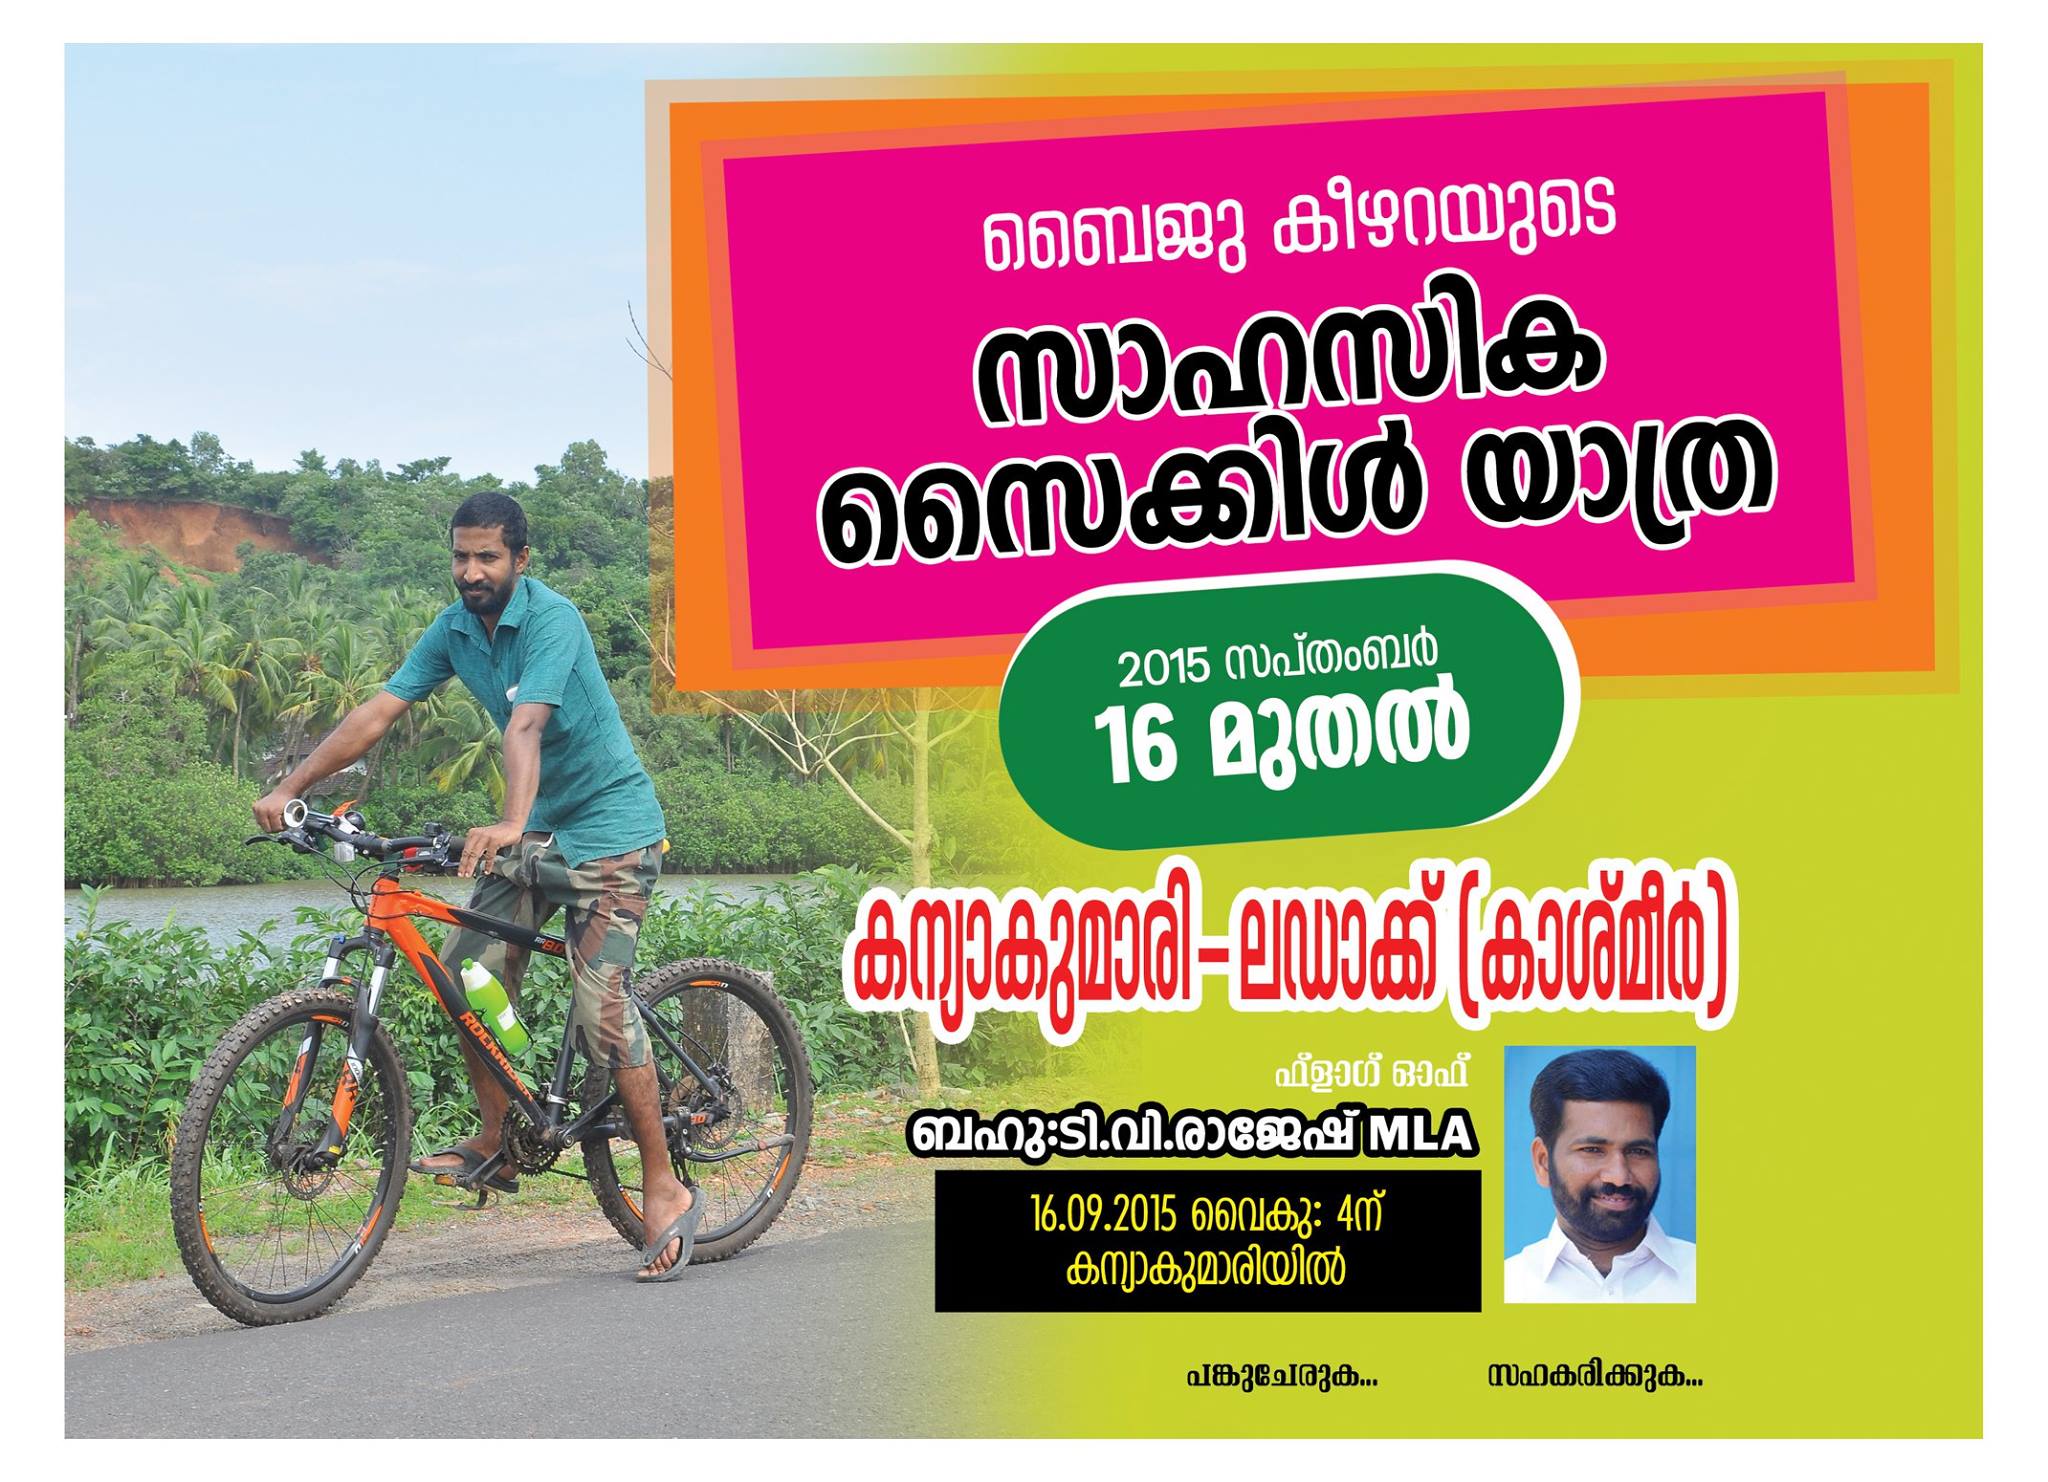 ബൈജു കീഴറയുടെ
സാഹസിക
സൈക്കിൾ യാത്ര
2015 സപ്തംബർ
16 മുതൽ
കന്യാകുമാരി-ലഡാക്ക് (കാശ്മീർ)
ഫ്ളാഗ് ഓഫ്
ബഹു:ടി.വി.രാജേഷ് MLA
16.09.2015 വൈകു: 4ന്
കന്യാകുമാരിയിൽ
പങ്കുചേരുക... സഹകരിക്കുക...
ROCKRIDER